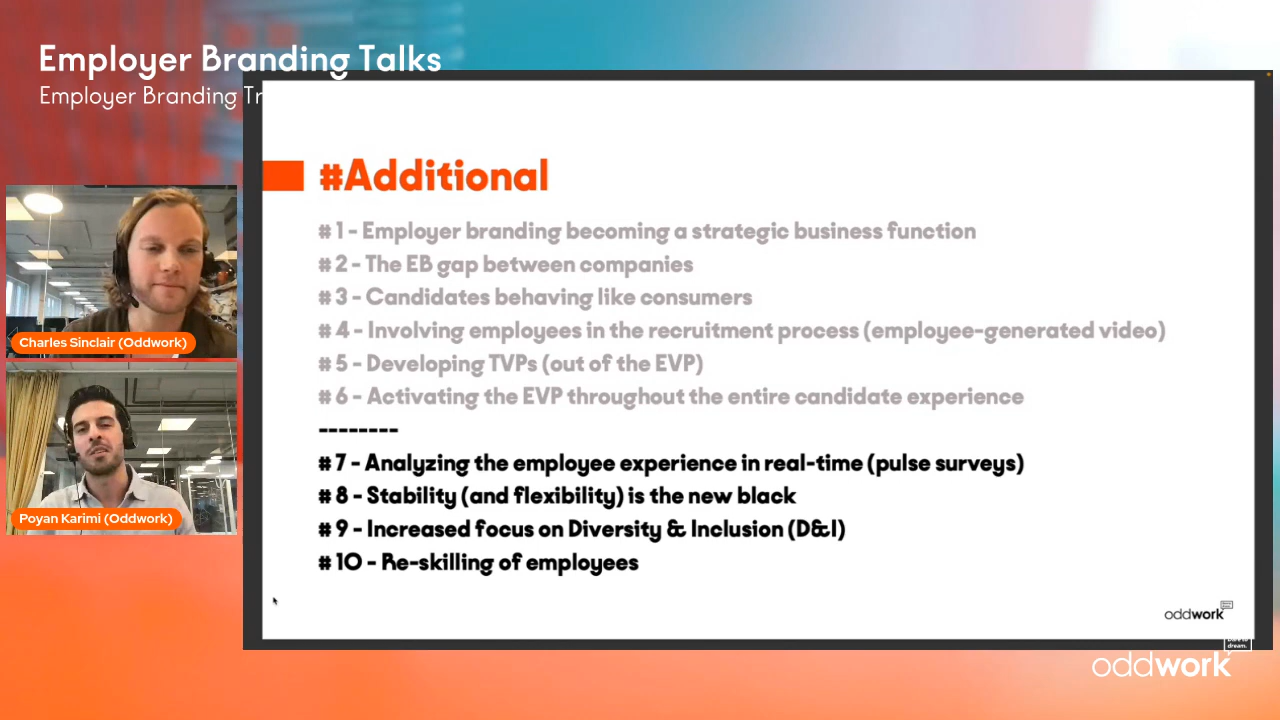 Employer Branding Talks
Employer Branding Tr
#Additional
# 1 - Employer branding becoming a strategic business function
# 2 - The EB gap between companies
# 3 - Candidates behaving like consumers
# 4 - Involving employees in the recruitment process (employee-generated video)
# 5 - Developing TVPs (out of the EVP)
# 6 - Activating the EVP throughout the entire candidate experience
--------
# 7 - Analyzing the employee experience in real-time (pulse surveys)
# 8 - Stability (and flexibility) is the new black
# 9 - Increased focus on Diversity & Inclusion (D&I)
# 10 - Re-skilling of employees
Charles Sinclair (Oddwork)
Poyan Karimi (Oddwork)
oddwork
dream.
oddwork